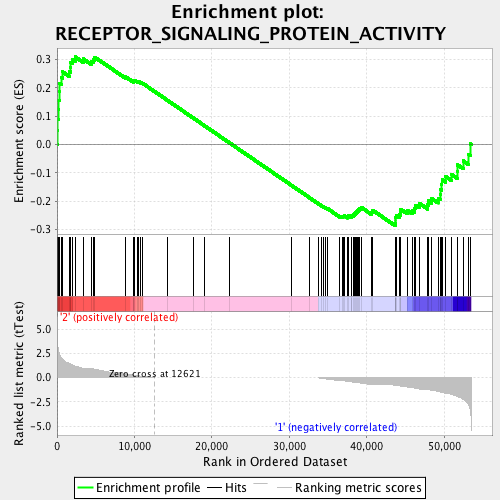 Enrichment plot:
RECEPTOR_SIGNALING_PROTEIN_ACTIVITY
Enrichment score (ES)
0.3
0.2
0.1
0.0
-0.1
-0.2
-0.3
'2' (positively correlated)
Ranked list metric (tTest)
5.0
2.5
0.0
-2.5
-5.0
Zero cross at 12621
'1' (negatively correlated)
0
10,000
20,000
30,000
40,000
50,000
Rank in Ordered Dataset
Enrichment profile
Hits
Ranking metric scores